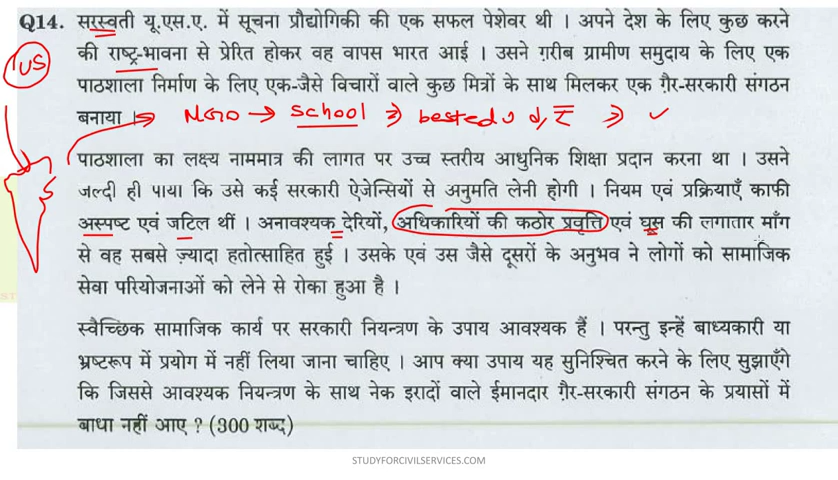 Q14. सरस्वती यू.एस.ए. में सूचना प्रौद्योगिकी की एक सफल पेशेवर थी । अपने देश के लिए कुछ करने
की राष्ट्र-भावना से प्रेरित होकर वह वापस भारत आई । उसने ग़रीब ग्रामीण समुदाय के लिए एक
US
पाठशाला निर्माण के लिए एक-जैसे विचारों वाले कुछ मित्रों के साथ मिलकर एक ग़ैर-सरकारी संगठन
बनाया ।
NGO → School
पाठशाला का लक्ष्य नाममात्र की लागत पर उच्च स्तरीय आधुनिक शिक्षा प्रदान करना था । उसने
जल्दी ही पाया कि उसे कई सरकारी ऐजेन्सियों से अनुमति लेनी होगी । नियम एवं प्रक्रियाएँ काफी
अस्पष्ट एवं जटिल थीं । अनावश्यक देरियों, अधिकारियों की कठोर प्रवृत्ति एवं घूस की लगातार माँग
से वह सबसे ज़्यादा हतोत्साहित हुई । उसके एवं उस जैसे दूसरों के अनुभव ने लोगों को सामाजिक
सेवा परियोजनाओं को लेने से रोका हुआ है ।
स्वैच्छिक सामाजिक कार्य पर सरकारी नियन्त्रण के उपाय आवश्यक हैं । परन्तु इन्हें बाध्यकारी या
भ्रष्टरूप में प्रयोग में नहीं लिया जाना चाहिए । आप क्या उपाय यह सुनिश्चित करने के लिए सुझाएँगे
कि जिससे आवश्यक नियन्त्रण के साथ नेक इरादों वाले ईमानदार ग़ैर-सरकारी संगठन के प्रयासों में
बाधा नहीं आए ? (300 शब्द)
STUDYFORCIVILSERVICES.COM